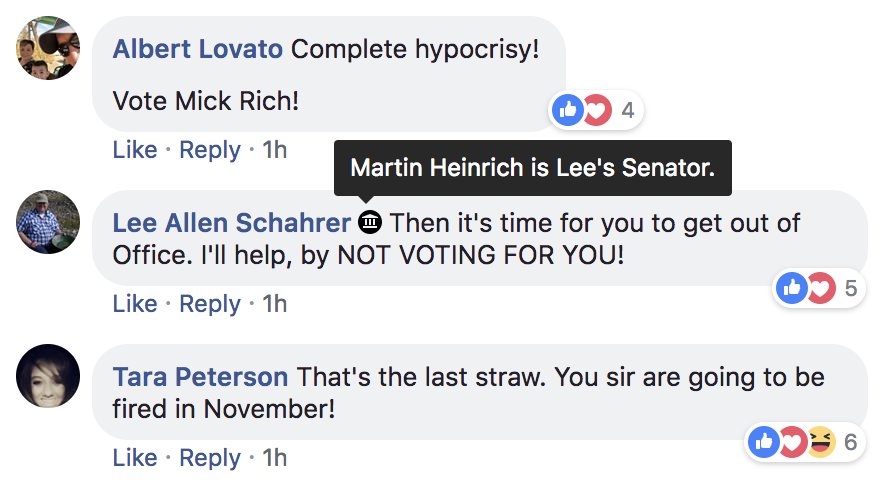 Albert Lovato Complete hypocrisy!
Vote Mick Rich!
4
Like · Reply · 1h
Martin Heinrich is Lee's Senator.
Lee Allen Schahrer Then it's time for you to get out of
Office. I'll help, by NOT VOTING FOR YOU!
5
Like · Reply · 1h
Tara Peterson That's the last straw. You sir are going to be
fired in November!
6
Like · Reply · 1h